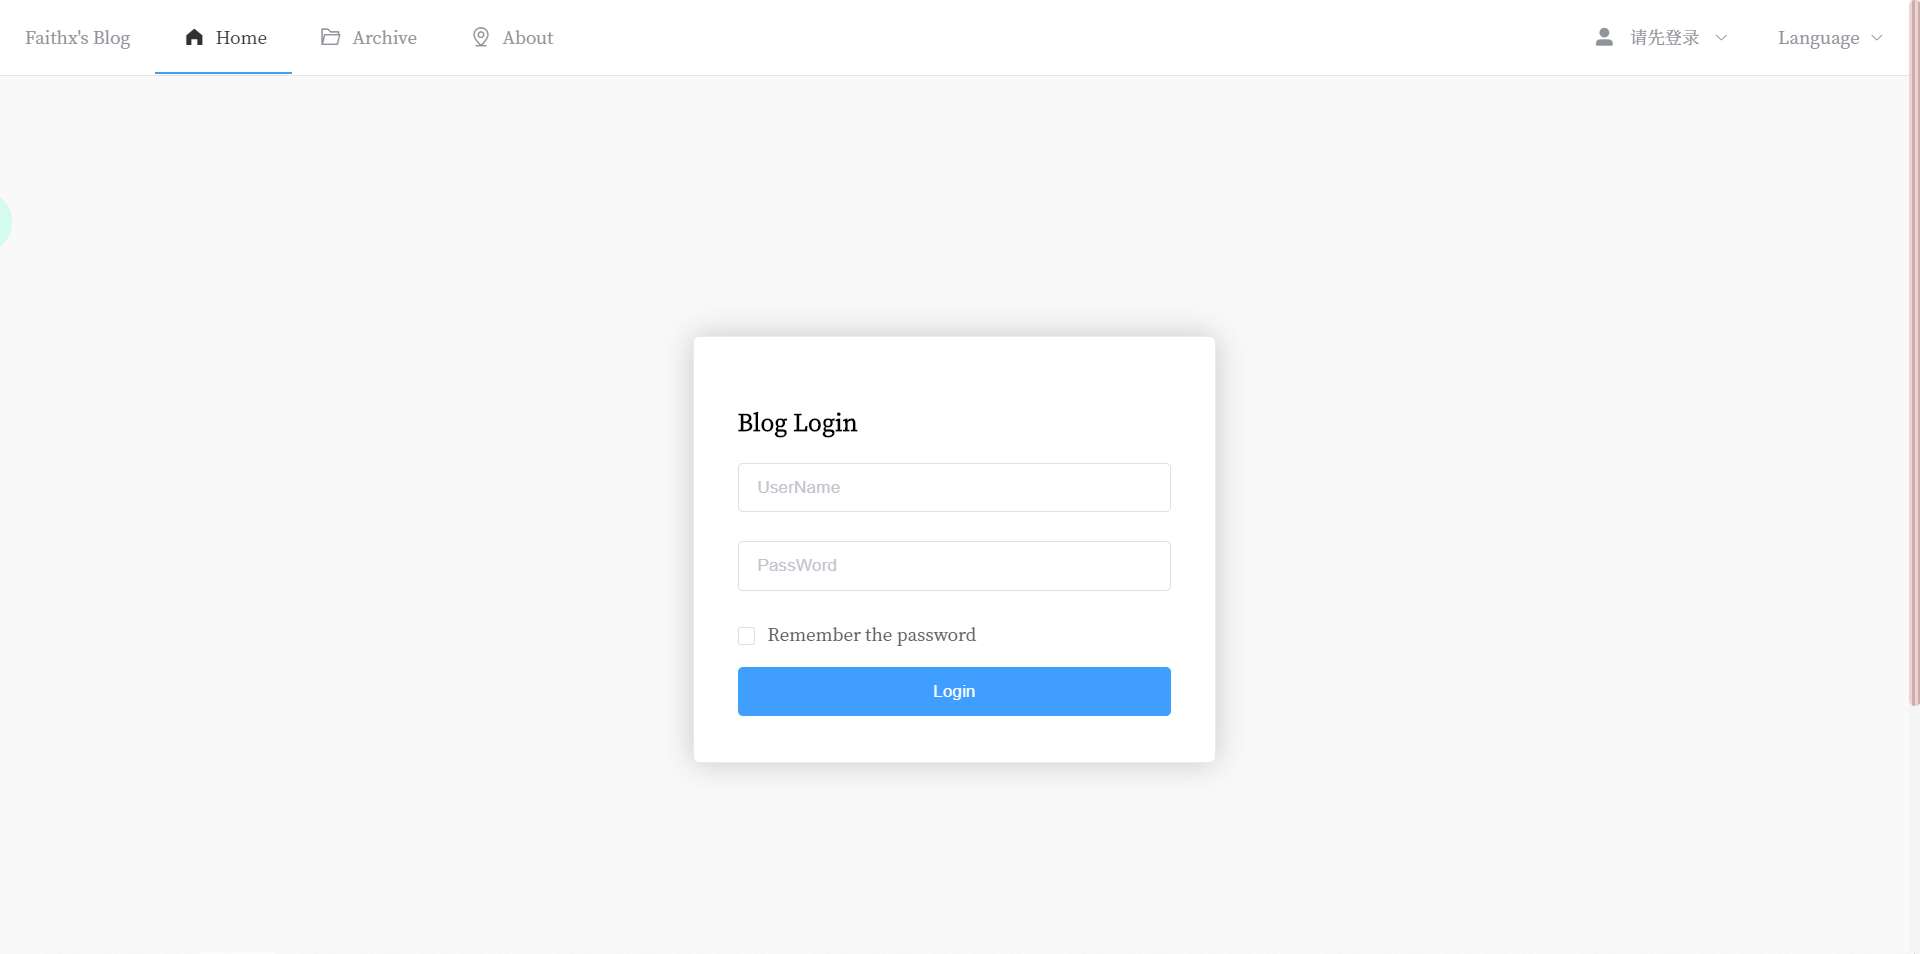 Faithx's Blog Home Archive About 请先登录 Language
Blog Login
UserName
PassWord
Remember the password
Login